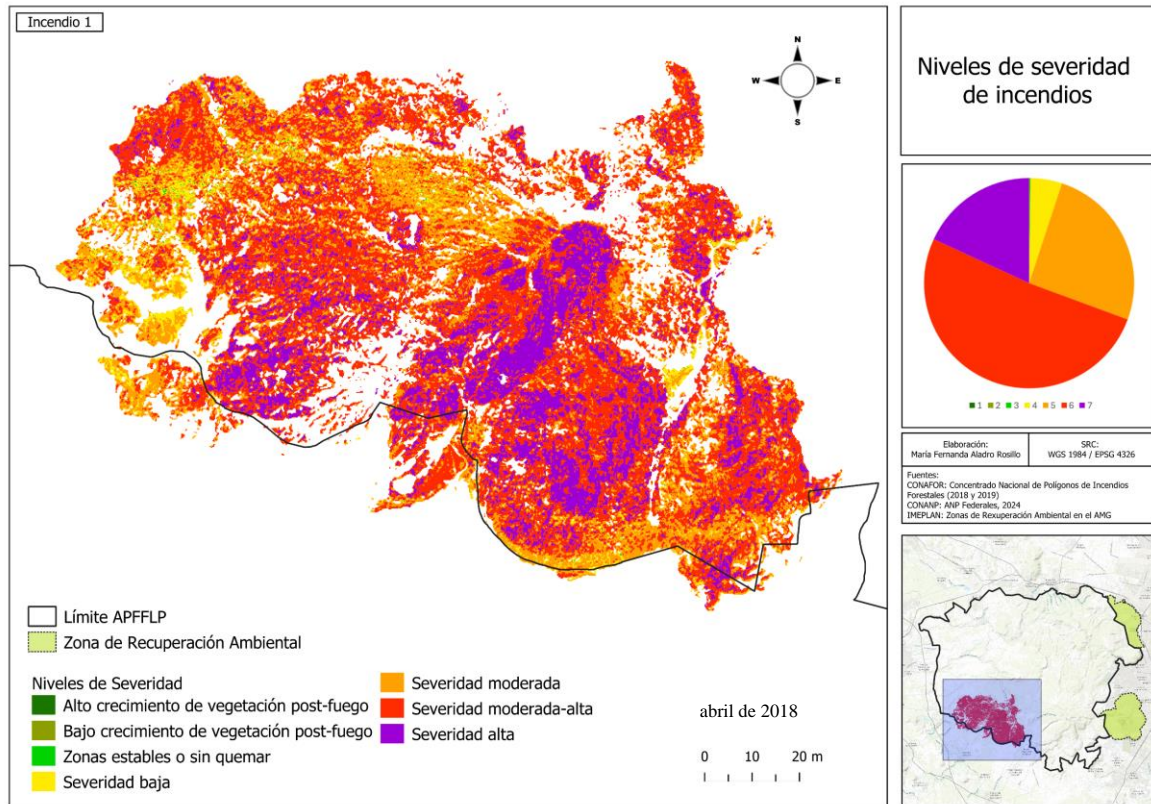 Incendio 1
N
W
E
S
Límite APFFLP
Zona de Recuperación Ambiental
Niveles de Severidad
Alto crecimiento de vegetación post-fuego
Bajo crecimiento de vegetación post-fuego
Zonas estables o sin quemar
Severidad baja
Severidad moderada
Severidad moderada-alta
Severidad alta
abril de 2018
0 10 20 m
Niveles de severidad
de incendios
1 2 3 4 5 6 7
Elaboración:
María Fernanda Aladro Rosillo
SRC:
WGS 1984 / EPSG 4326
Fuentes:
CONAFOR: Concentrado Nacional de Polígonos de Incendios
Forestales (2018 y 2019)
CONANP: ANP Federales, 2024
IMEPLAN: Zonas de Rexuperación Ambiental en el AMG